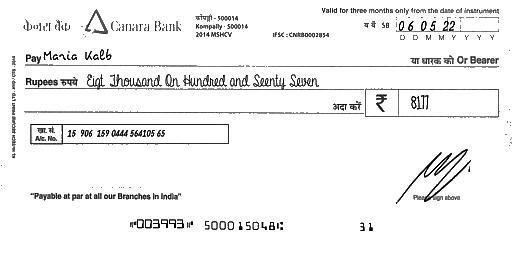 केनरा बैंक Canara Bank
कोमपल्ली - 500014
Kompally - 500014
2014 MSHCV
IFSC : CNRB0002854
Valid for three months only from the date of instrument
SB 06 05 22
D D M M Y Y Y Y
Pay Maria Kalb या धारक को Or Bearer
Rupees रुपये Eigt Thousand On Hundred and Seenty Seven
अदा करें ₹ 8177
खा. सं.
A/c. No. 15 906 159 0444 564105 65
Please sign above
"Payable at par at all our Branches in India"
⑈003993⑈ 500015048⑆ 31